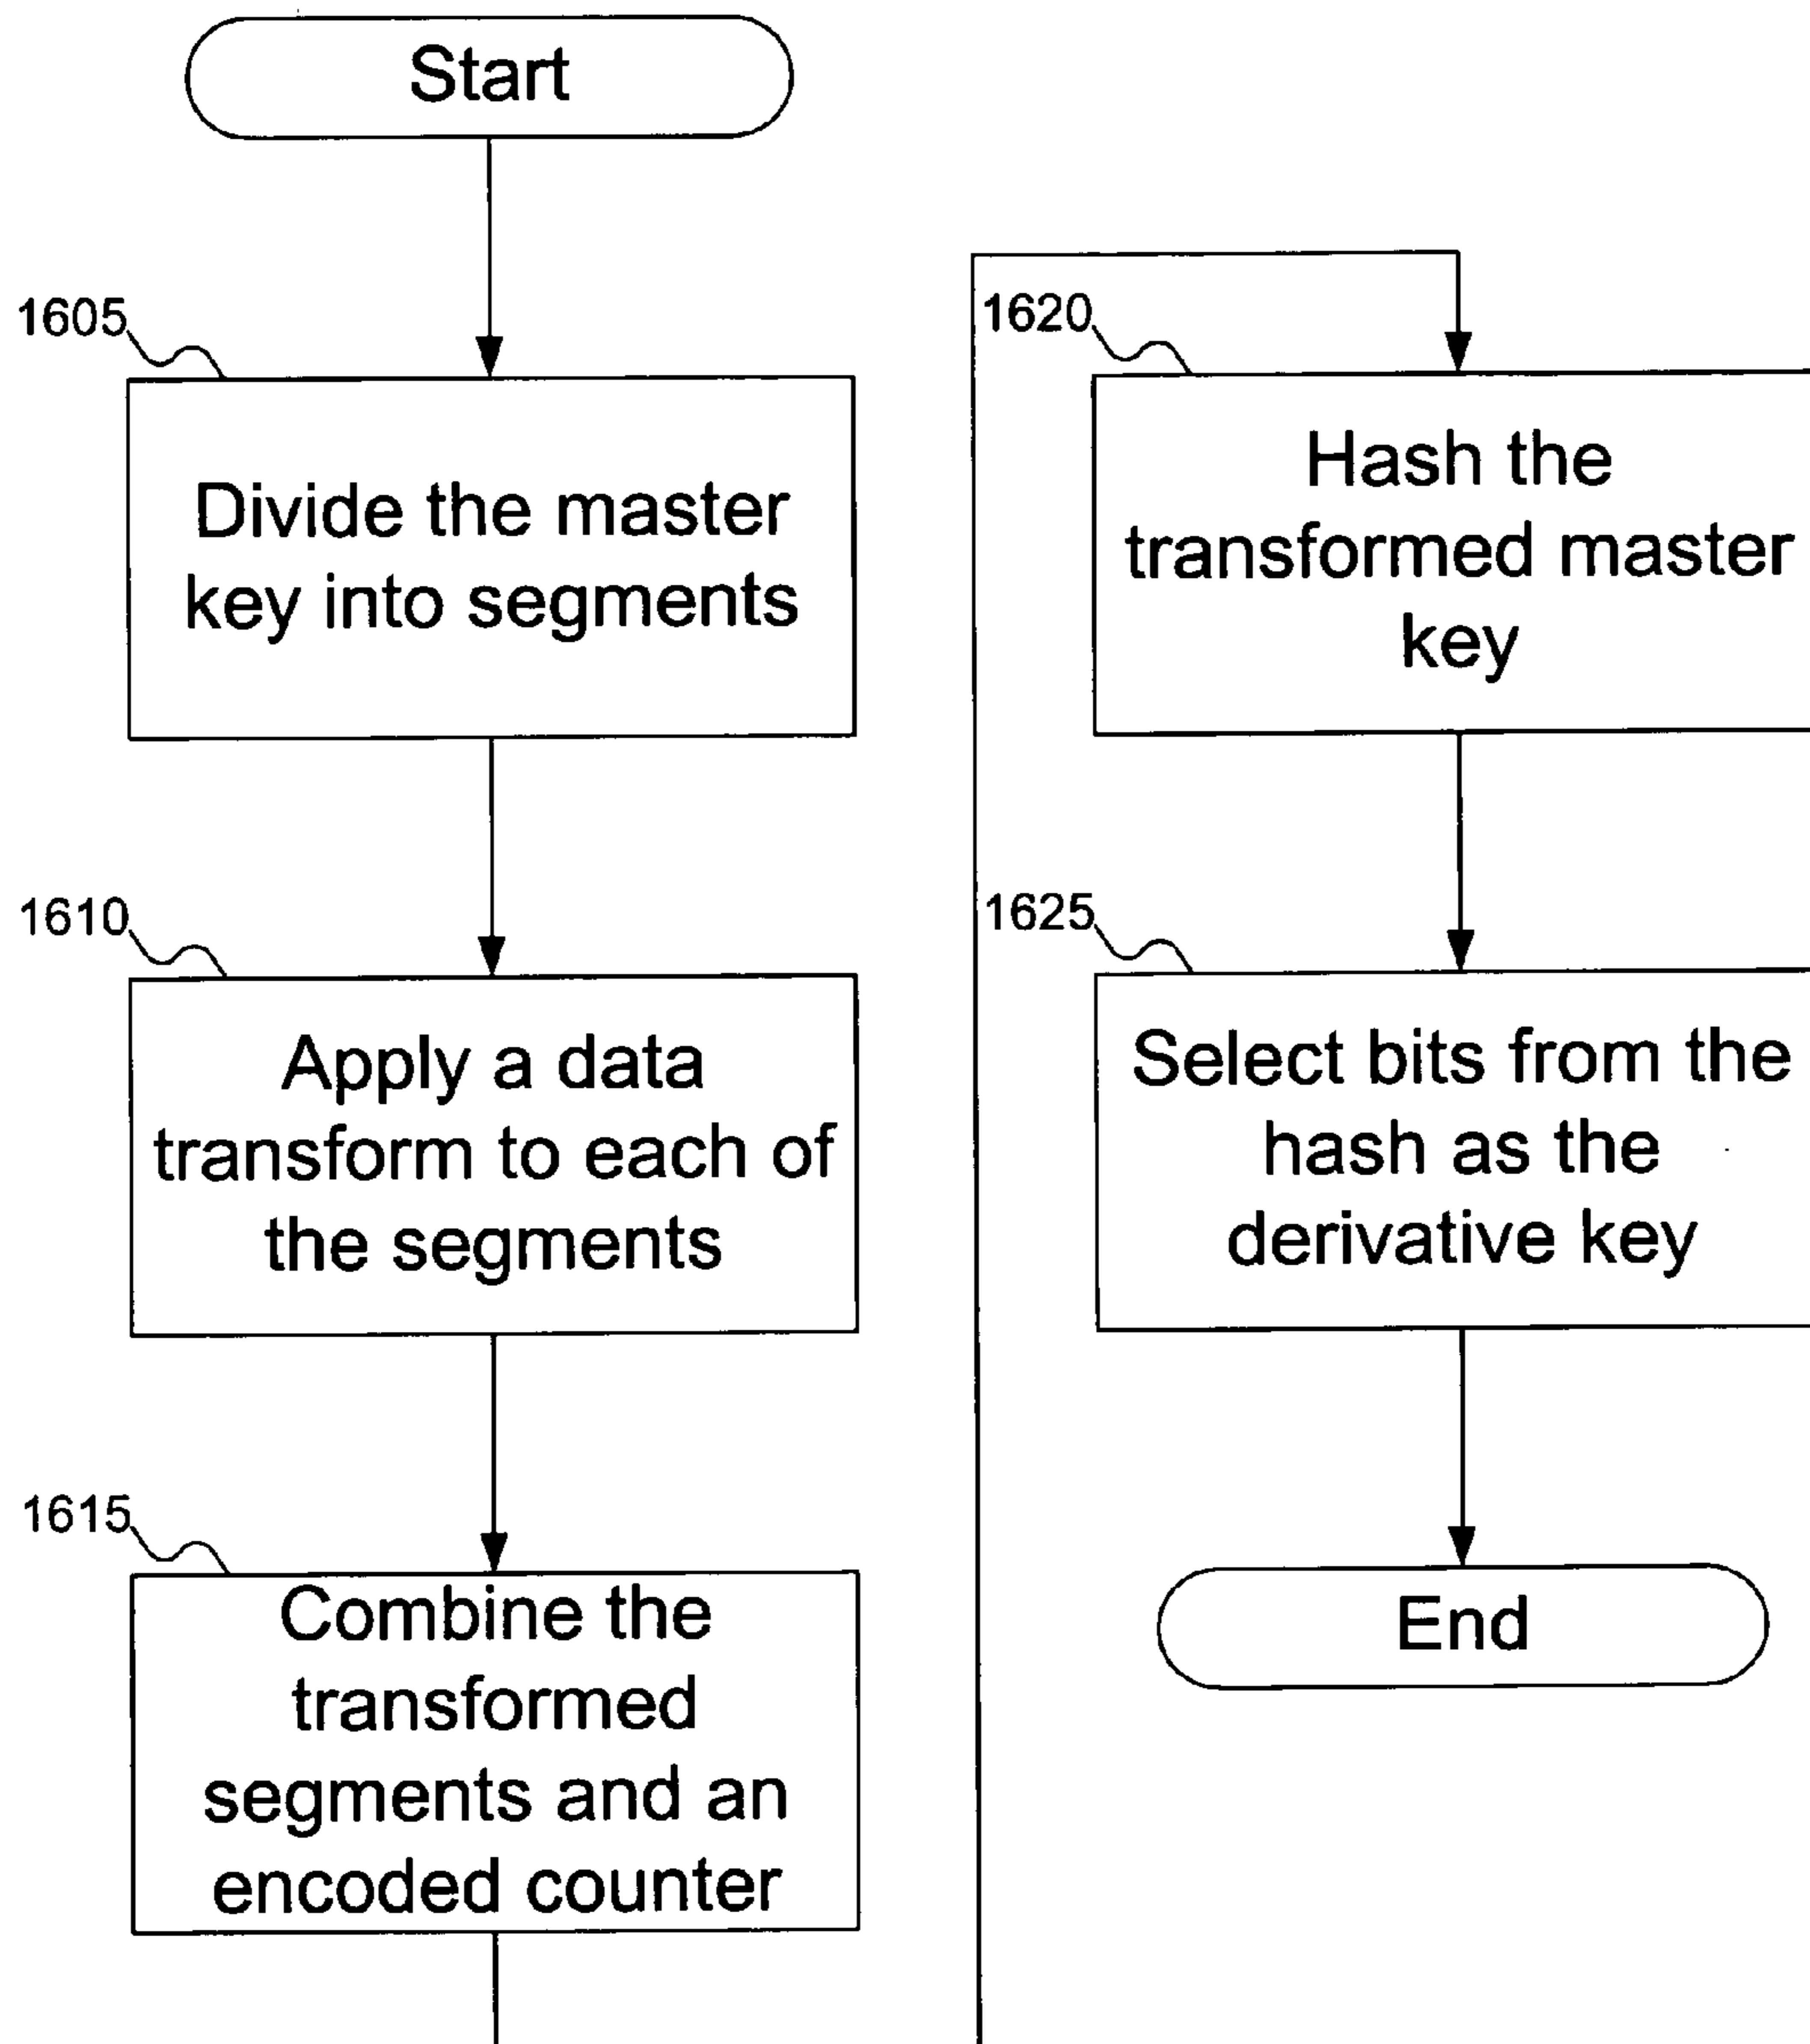 Start
1605
Divide the master
key into segments
1610
Apply a data
transform to each of
the segments
1615
Combine the
transformed
segments and an
encoded counter
1620
Hash the
transformed master
key
1625
Select bits from the
hash as the
derivative key
End